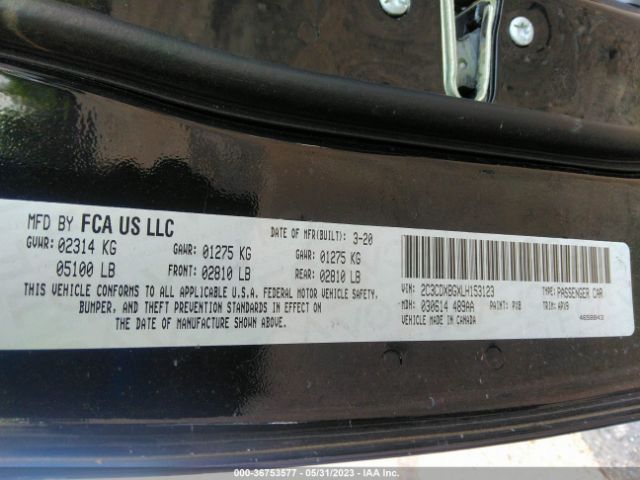 MFD BY FCA US LLC
DATE OF MFR(BUILT): 3-20
GVWR: 02314 KG GAWR: 01275 KG GAWR: 01275 KG
05100 LB FRONT: 02810 LB REAR: 02810 LB
THIS VEHICLE CONFORMS TO ALL APPLICABLE U.S.A. FEDERAL MOTOR VEHICLE SAFETY,
BUMPER, AND THEFT PREVENTION STANDARDS IN EFFECT ON
THE DATE OF MANUFACTURE SHOWN ABOVE.
VIN: 2C3CDXBGXLH153123 TYPE: PASSENGER CAR
MDH: 030614 489AA PAINT: PX8 TRIM: APX9
VEHICLE MADE IN CANADA
000-36753577 - 05/31/2023 - IAA Inc.